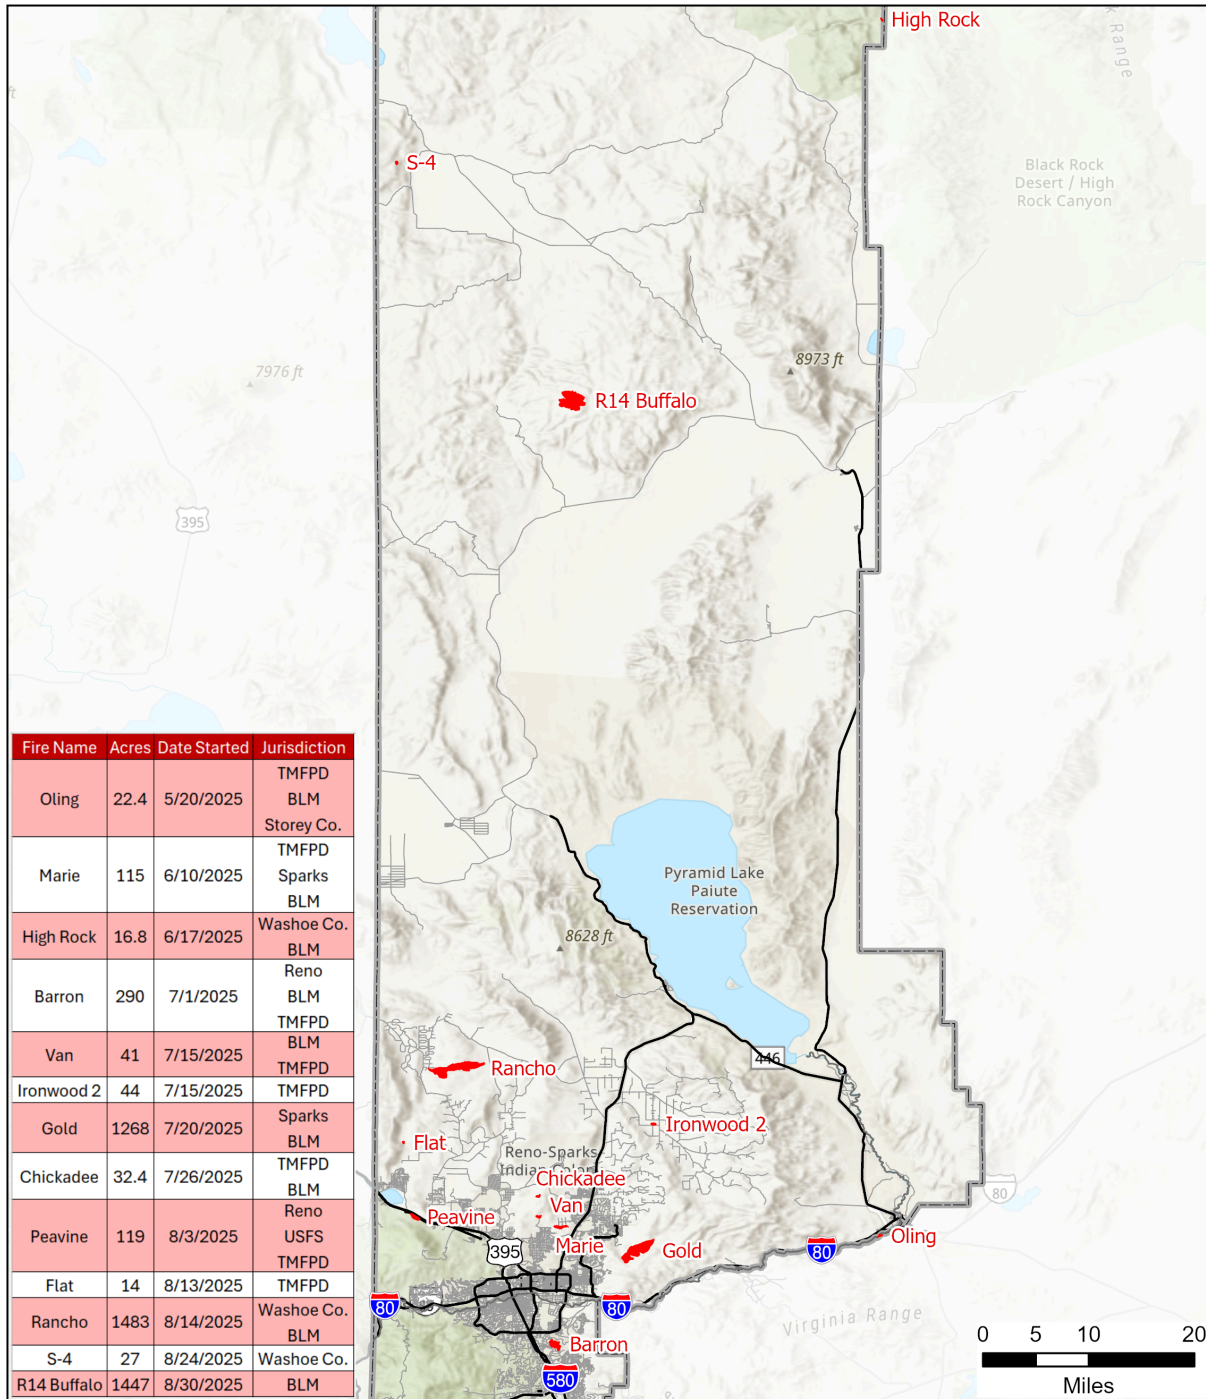 High Rock
k Range
S-4
Black Rock
Desert / High
Rock Canyon
8973 ft
7976 ft
R14 Buffalo
395
Fire Name Acres Date Started Jurisdiction
Oling 22.4 5/20/2025 TMFPD
BLM
Storey Co.
Marie 115 6/10/2025 TMFPD
Sparks
BLM
High Rock 16.8 6/17/2025 Washoe Co.
BLM
Barron 290 7/1/2025 Reno
BLM
TMFPD
Van 41 7/15/2025 BLM
TMFPD
Ironwood 2 44 7/15/2025 TMFPD
Gold 1268 7/20/2025 Sparks
BLM
Chickadee 32.4 7/26/2025 TMFPD
BLM
Peavine 119 8/3/2025 Reno
USFS
TMFPD
Flat 14 8/13/2025 TMFPD
Rancho 1483 8/14/2025 Washoe Co.
BLM
S-4 27 8/24/2025 Washoe Co.
R14 Buffalo 1447 8/30/2025 BLM
Pyramid Lake
Paiute
Reservation
8628 ft
446
Rancho
Ironwood 2
Flat
Reno-Sparks
Indian Colony
Chickadee
80
Van
Peavine
Marie
Gold
Oling
395
80
80
80
Virginia Range
Barron
580
0 5 10 20
Miles